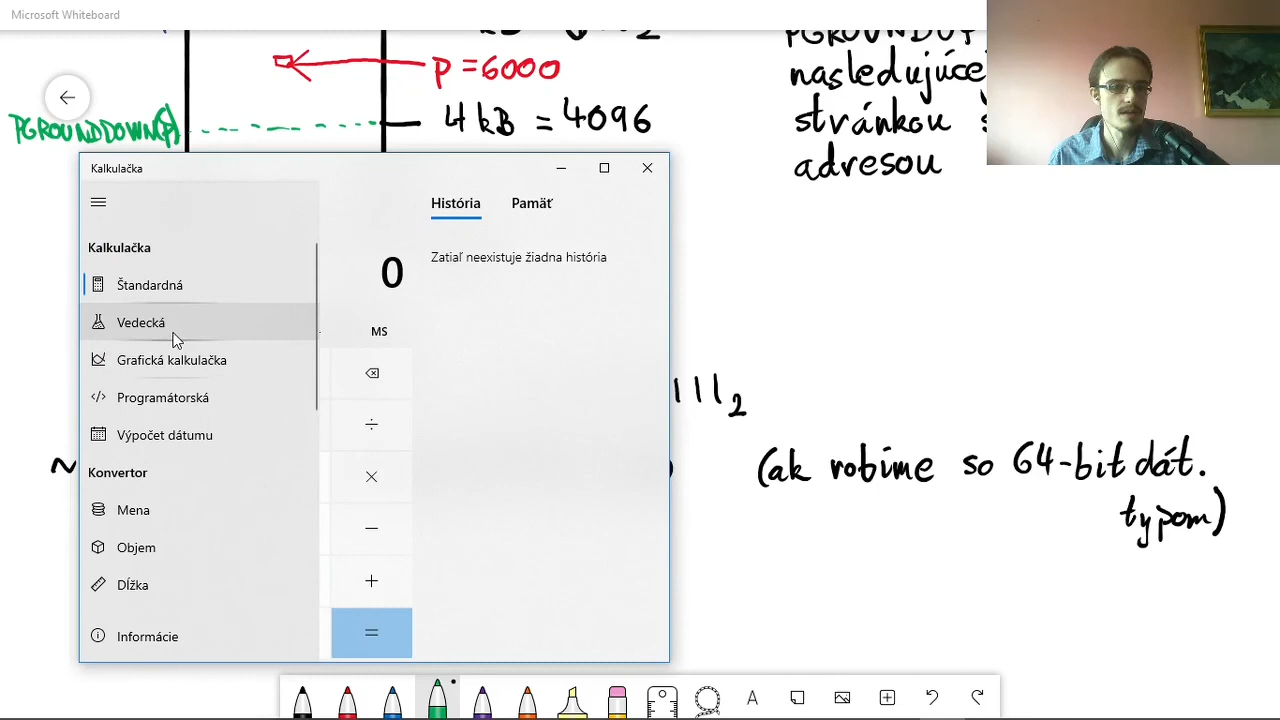 Microsoft Whiteboard
p = 6000
PGROUNDDOWN(p)
4 kB = 4096
nasledujúcej
stránkou s
adresou
Kalkulačka
História
Pamäť
Kalkulačka
Štandardná
0
Zatiaľ neexistuje žiadna história
Vedecká
MS
Grafická kalkulačka
Programátorská
Výpočet dátumu
Konvertor
Mena
Objem
Dĺžka
Informácie
111₂
~
(ak robíme so 64-bit dát.
typom)